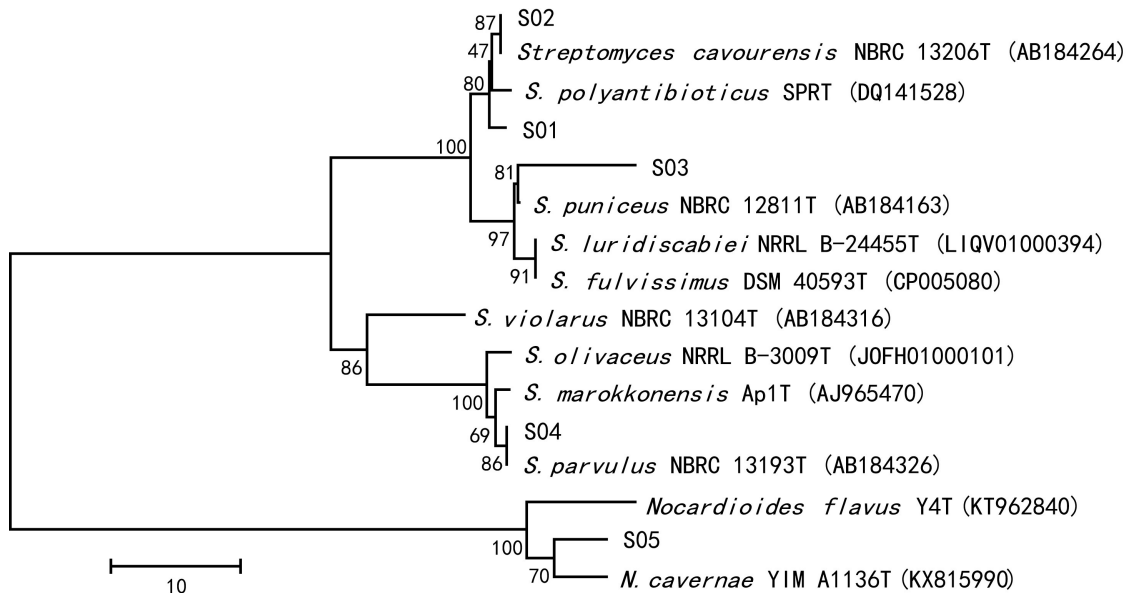 87
S02
47
Streptomyces cavourensis NBRC 13206T (AB184264)
80
S. polyantibioticus SPRT (DQ141528)
S01
100
81
S03
S. puniceus NBRC 12811T (AB184163)
97
S. luridiscabiei NRRL B-24455T (LIQV01000394)
91
S. fulvissimus DSM 40593T (CP005080)
S. violarus NBRC 13104T (AB184316)
86
S. olivaceus NRRL B-3009T (JOFH01000101)
100
S. marokkonensis Ap1T (AJ965470)
69
S04
86
S. parvulus NBRC 13193T (AB184326)
Nocardioides flavus Y4T (KT962840)
100
S05
70
N. cavernae YIM A1136T (KX815990)
10